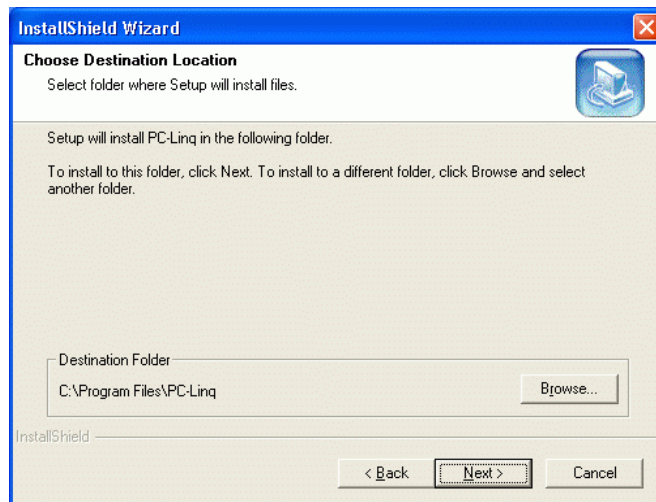 InstallShield Wizard
Choose Destination Location
Select folder where Setup will install files.
Setup will install PC-Linq in the following folder.
To install to this folder, click Next. To install to a different folder, click Browse and select
another folder.
Destination Folder
C:\Program Files\PC-Linq
Browse...
InstallShield
< Back
Next >
Cancel